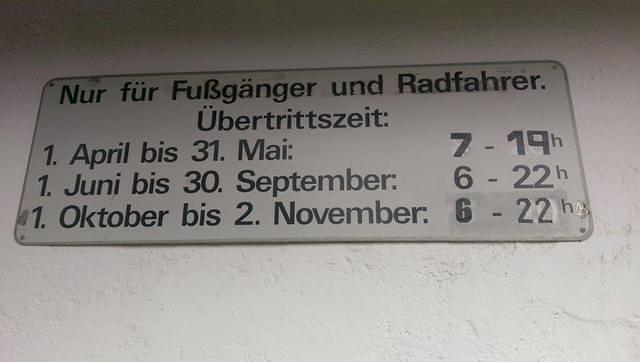 Nur für Fußgänger und Radfahrer.
Übertrittszeit:
1. April bis 31. Mai: 7 - 19h
1. Juni bis 30. September: 6 - 22h
1. Oktober bis 2. November: 6 - 22h